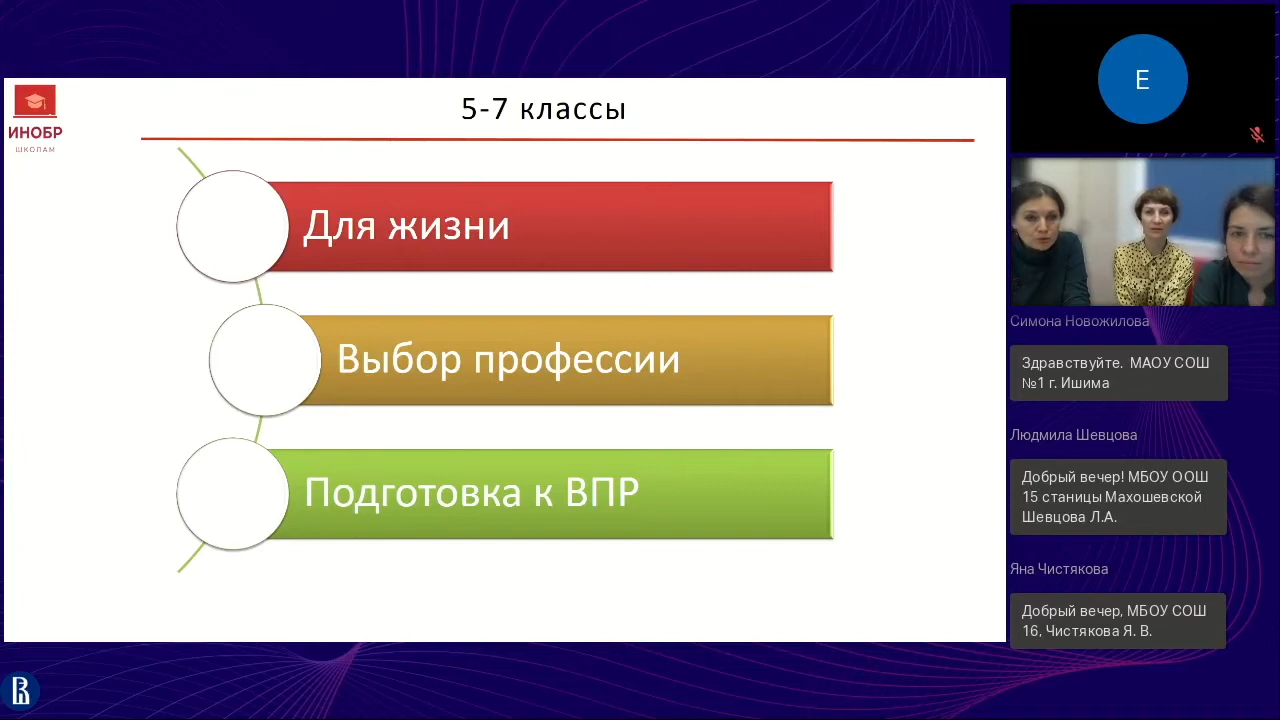 5-7 классы
ИНОБР
ШКОЛАМ
Для жизни
Выбор профессии
Подготовка к ВПР
E
Симона Новожилова
Здравствуйте. МАОУ СОШ
№1 г. Ишима
Людмила Шевцова
Добрый вечер! МБОУ ООШ
15 станицы Махошевской
Шевцова Л.А.
Яна Чистякова
Добрый вечер, МБОУ СОШ
16, Чистякова Я. В.